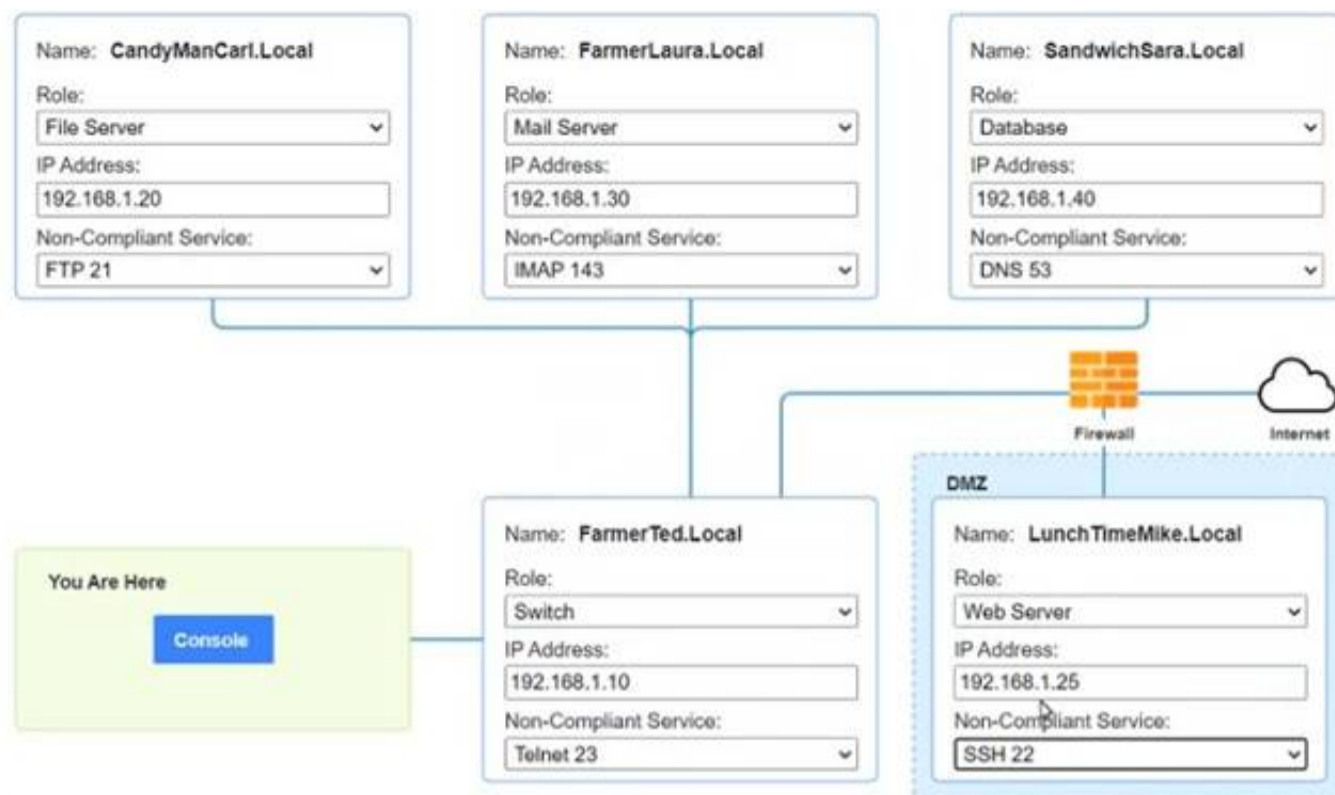 Name: CandyManCarl.Local
Role:
File Server
IP Address:
192.168.1.20
Non-Compliant Service:
FTP 21
Name: FarmerLaura.Local
Role:
Mail Server
IP Address:
192.168.1.30
Non-Compliant Service:
IMAP 143
Name: SandwichSara.Local
Role:
Database
IP Address:
192.168.1.40
Non-Compliant Service:
DNS 53
Firewall
Internet
You Are Here
Console
Name: FarmerTed.Local
Role:
Switch
IP Address:
192.168.1.10
Non-Compliant Service:
Telnet 23
DMZ
Name: LunchTimeMike.Local
Role:
Web Server
IP Address:
192.168.1.25
Non-Compliant Service:
SSH 22